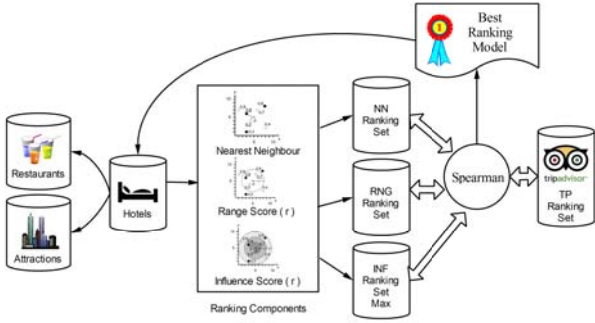 1
Best
Ranking
Model
Restaurants
Attractions
Hotels
Nearest Neighbour
Range Score ( r )
Influence Score ( r )
Ranking Components
NN
Ranking
Set
RNG
Ranking
Set
INF
Ranking
Set
Max
Spearman
tripadvisor
TP
Ranking
Set